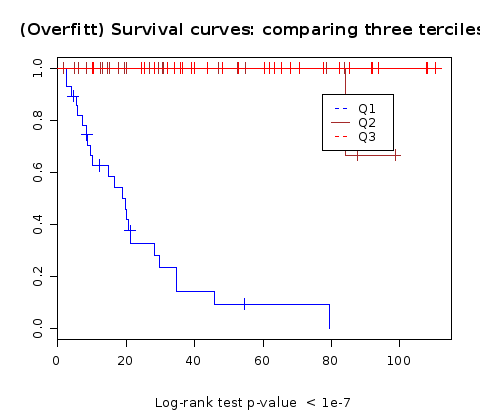 (Overfitt) Survival curves: comparing three terciles
1.0
0.8
0.6
0.4
0.2
0.0
Q1
Q2
Q3
0 20 40 60 80 100
Log-rank test p-value < 1e-7